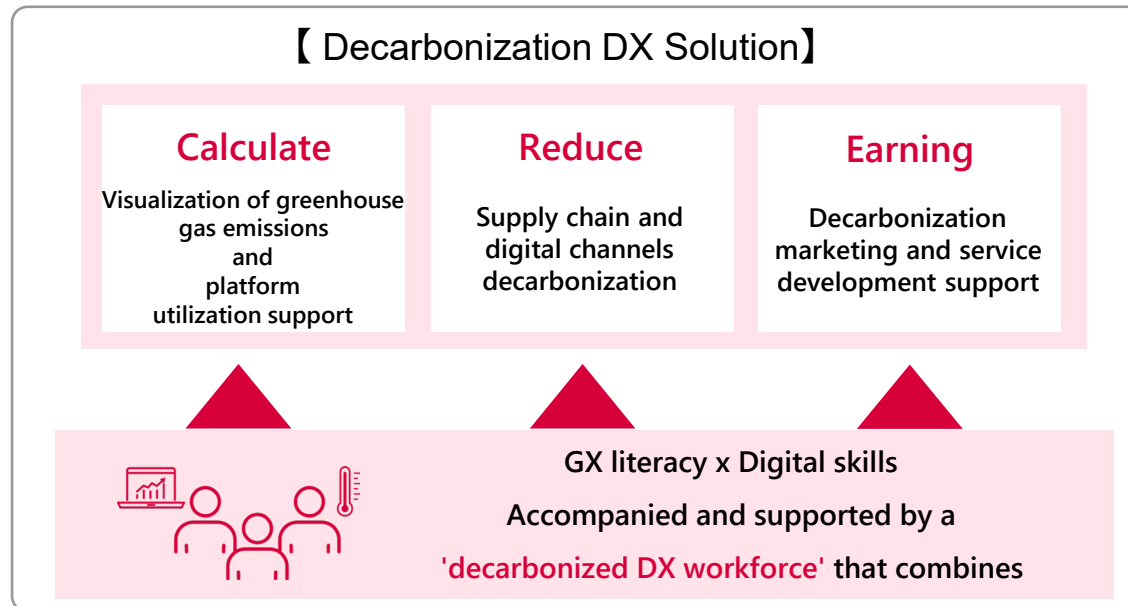 【 Decarbonization DX Solution】
Calculate
Visualization of greenhouse
gas emissions
and
platform
utilization support
Reduce
Supply chain and
digital channels
decarbonization
Earning
Decarbonization
marketing and service
development support
GX literacy x Digital skills
Accompanied and supported by a
'decarbonized DX workforce' that combines